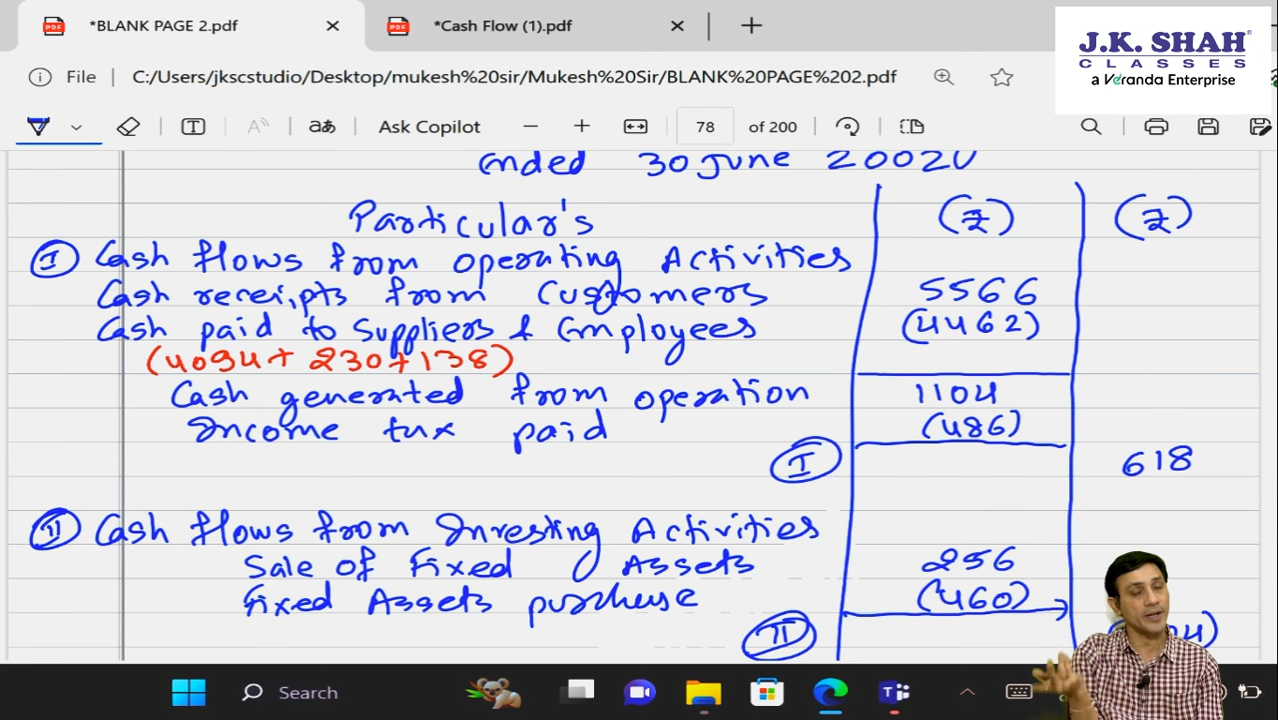 *BLANK PAGE 2.pdf
*Cash Flow (1).pdf
J.K. SHAH®
CLASSES
a Veranda Enterprise
File C:/Users/jkscstudio/Desktop/mukesh%20sir/Mukesh%20Sir/BLANK%20PAGE%202.pdf
Ask Copilot 78 of 200
ended 30 June 2002
Particular's (₹) (₹)
I Cash flows from operating Activities
Cash receipts from Customers 5566
Cash paid to Suppliers & Employees (4462)
(4094+ 230+138)
Cash generated from operation 1104
Income tax paid (486)
I 618
II Cash flows from Investing Activities
Sale of Fixed Assets 256
Fixed Assets purchase (460)
II
Search